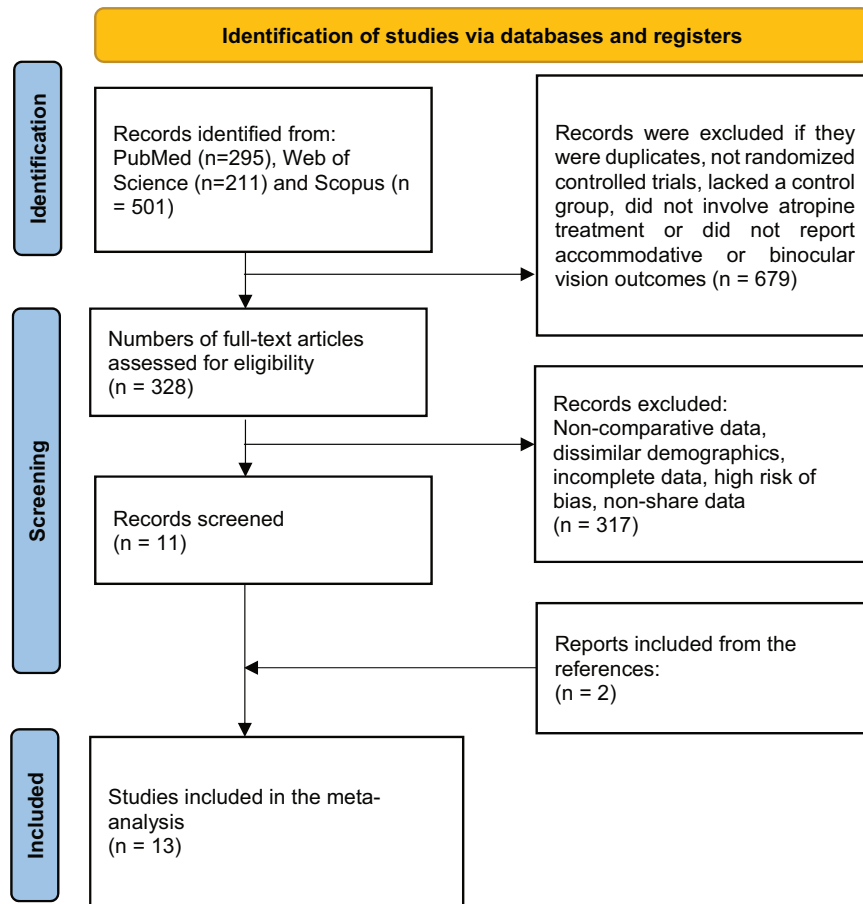 Identification of studies via databases and registers
Identification
Records identified from:
PubMed (n=295), Web of
Science (n=211) and Scopus (n
= 501)
Records were excluded if they
were duplicates, not randomized
controlled trials, lacked a control
group, did not involve atropine
treatment or did not report
accommodative or binocular
vision outcomes (n = 679)
Screening
Numbers of full-text articles
assessed for eligibility
(n = 328)
Records excluded:
Non-comparative data,
dissimilar demographics,
incomplete data, high risk of
bias, non-share data
(n = 317)
Records screened
(n = 11)
Reports included from the
references:
(n = 2)
Included
Studies included in the meta-
analysis
(n = 13)